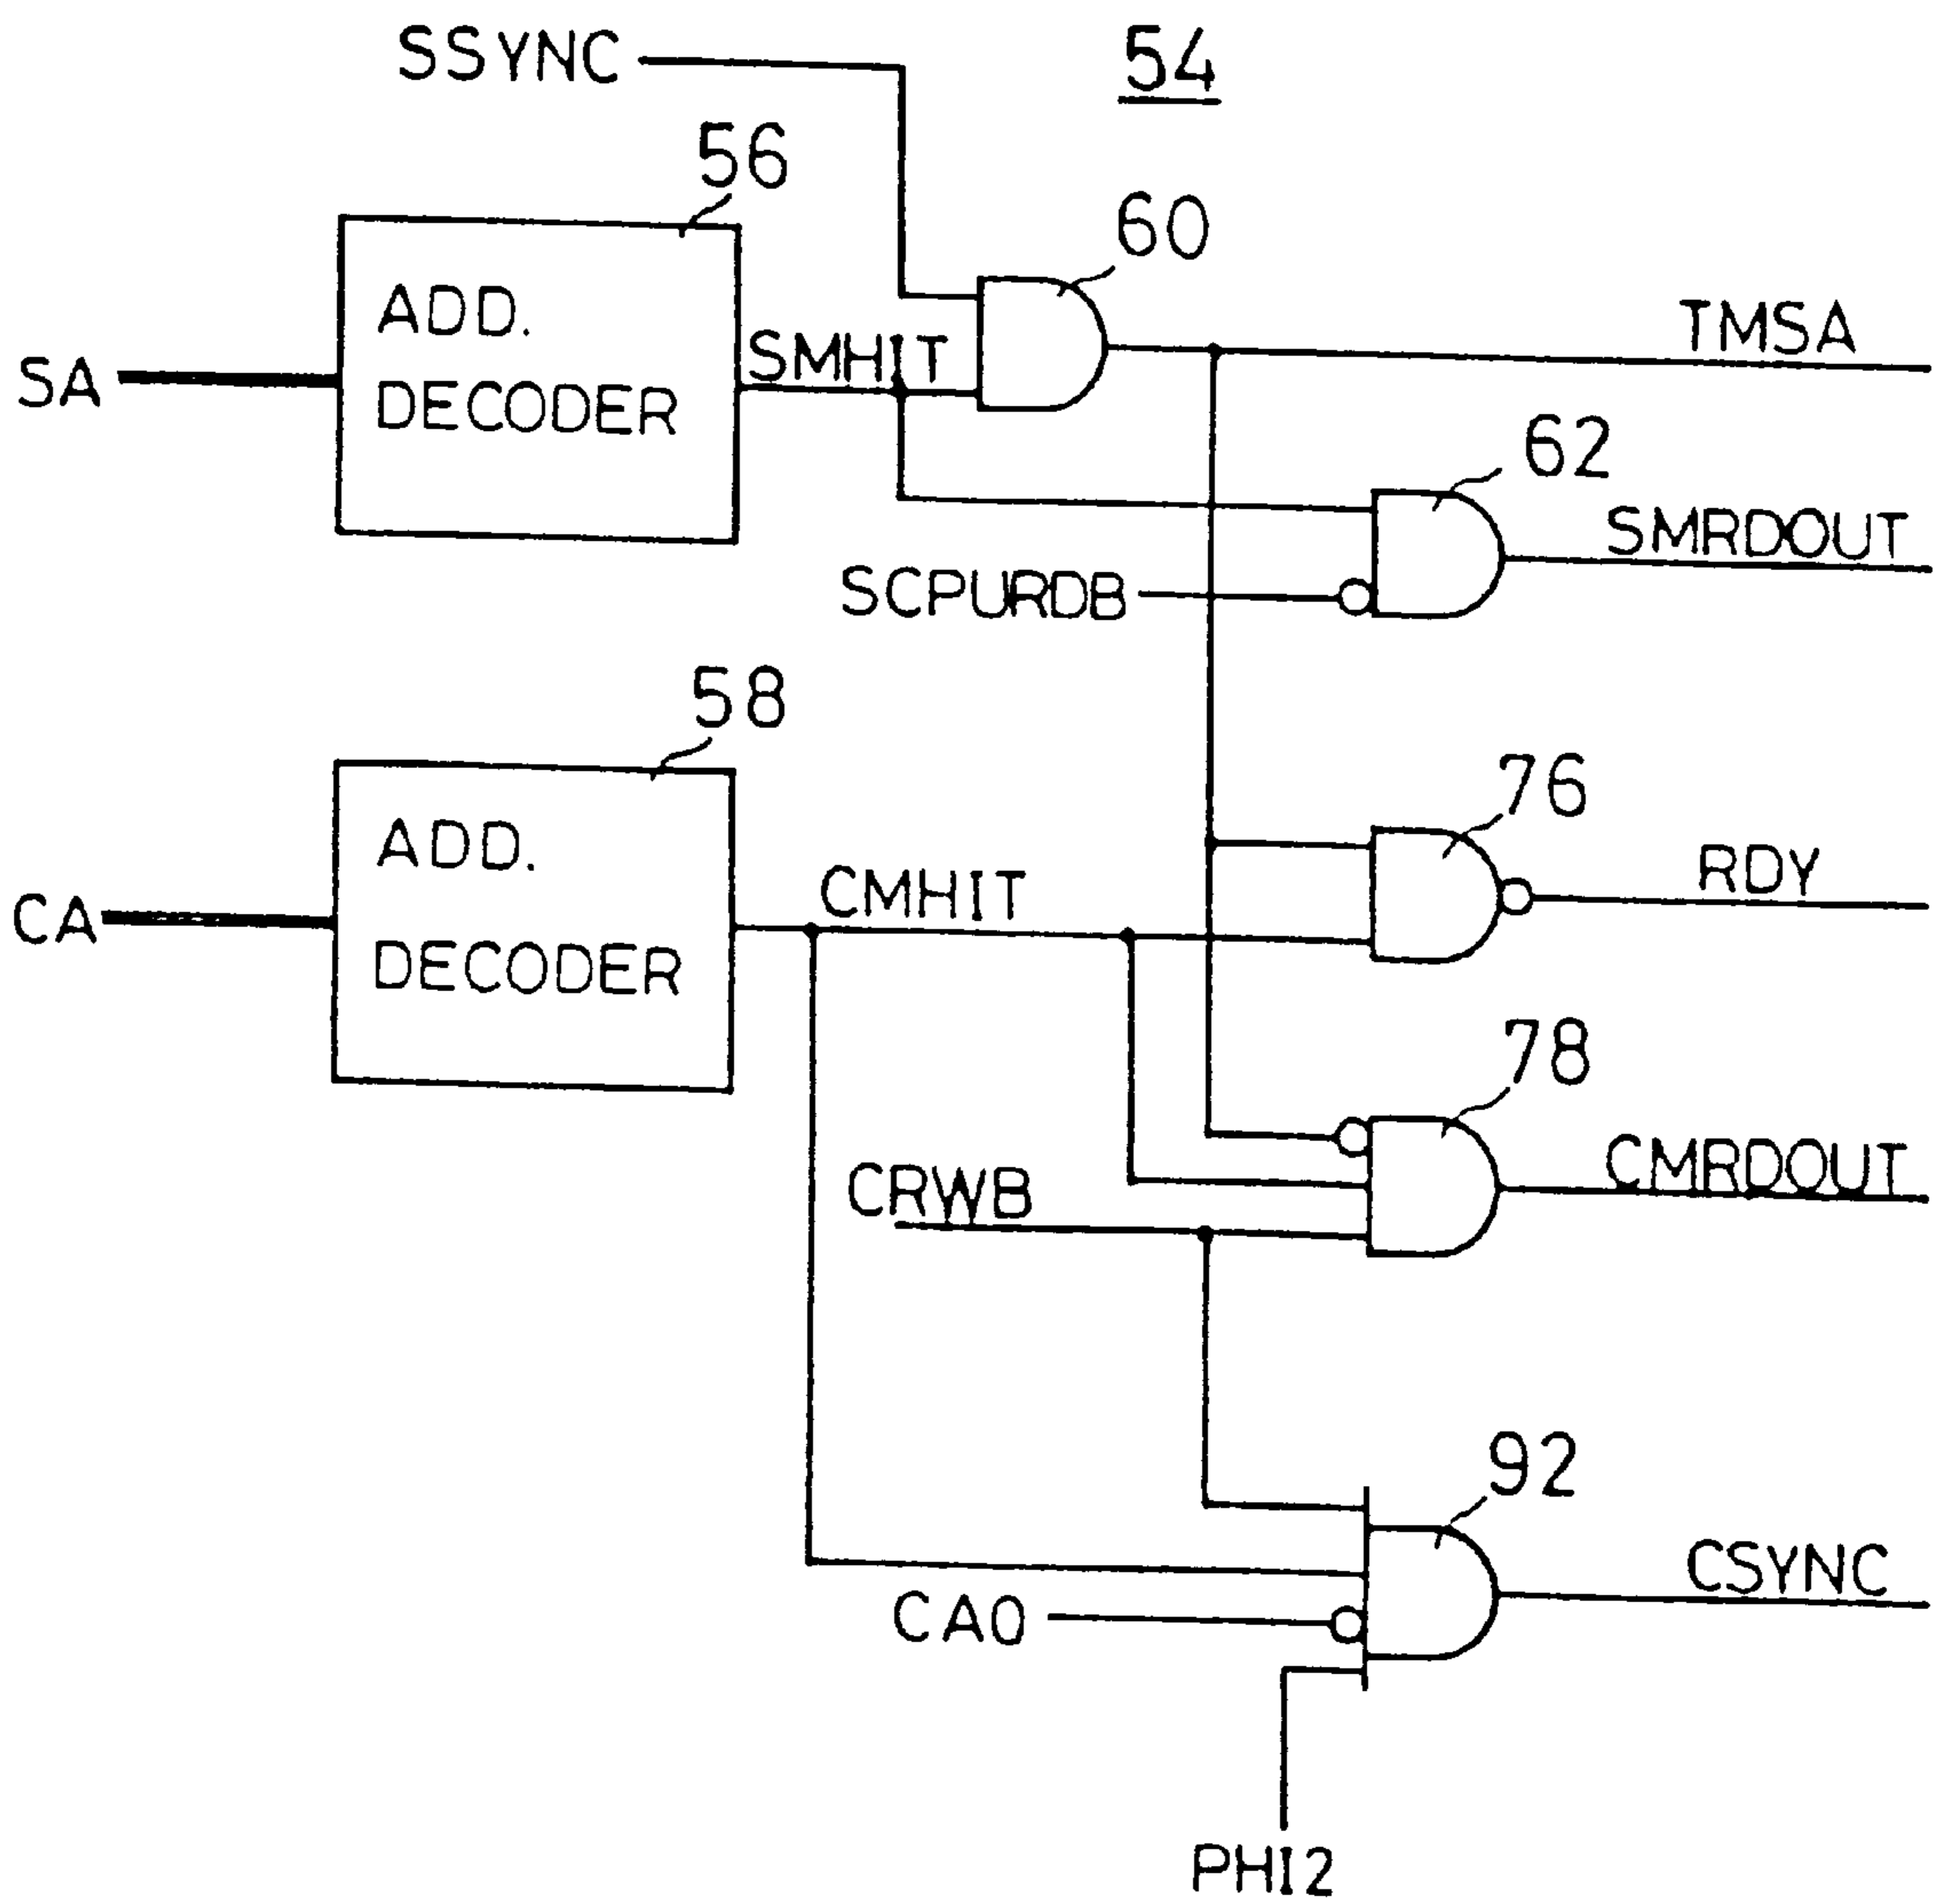 SSYNC
54
56
60
ADD.
DECODER
SA
SMHIT
TMSA
62
SMRDOUT
SCPURDB
58
76
ADD.
DECODER
CA
CMHIT
RDY
78
CRWB
CMRDOUT
92
CSYNC
CA0
PHI2